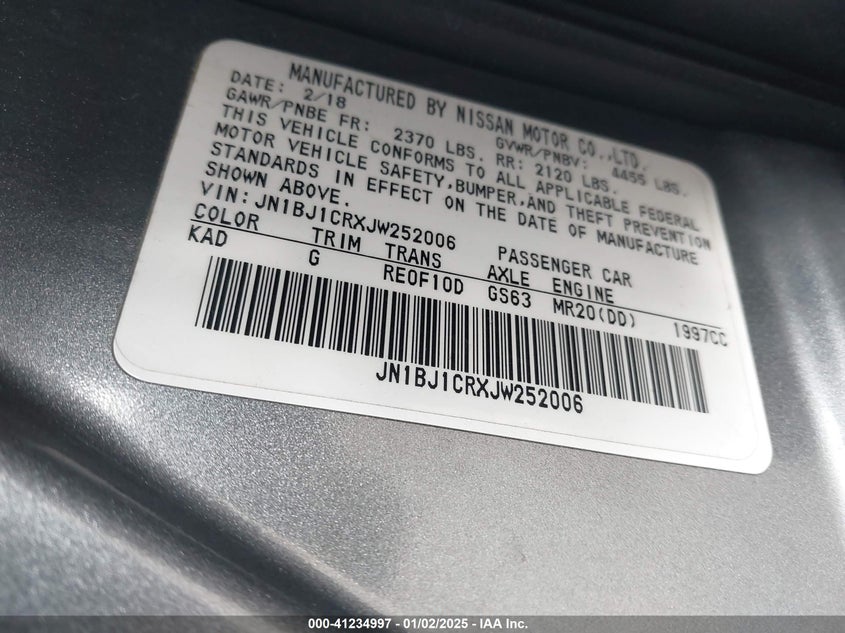 MANUFACTURED BY NISSAN MOTOR CO.,LTD.
DATE: 2/18 GVWR/PNBV: 4455 LBS.
GAWR/PNBE FR: 2370 LBS. RR: 2120 LBS.
THIS VEHICLE CONFORMS TO ALL APPLICABLE FEDERAL
MOTOR VEHICLE SAFETY,BUMPER,AND THEFT PREVENTION
STANDARDS IN EFFECT ON THE DATE OF MANUFACTURE
SHOWN ABOVE.
VIN:JN1BJ1CRXJW252006 PASSENGER CAR
COLOR TRIM TRANS AXLE ENGINE
KAD G RE0F10D GS63 MR20(DD) 1997CC
JN1BJ1CRXJW252006
000-41234997 - 01/02/2025 - IAA Inc.